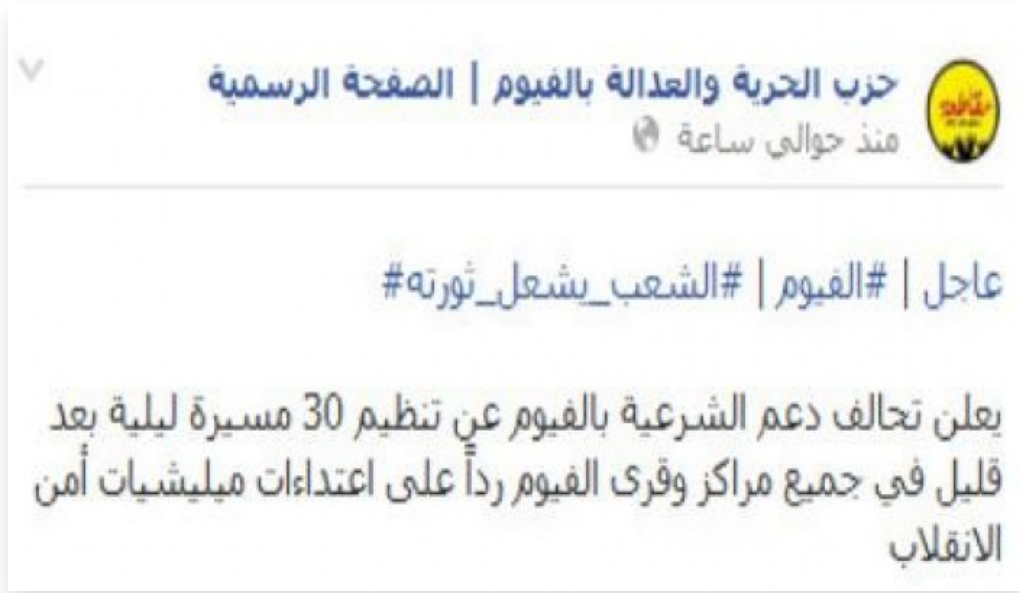 حزب الحرية والعدالة بالفيوم | الصفحة الرسمية
منذ حوالي ساعة
عاجل | #الفيوم | #الشعب_يشعل_ثورته#
يعلن تحالف دعم الشرعية بالفيوم عن تنظيم 30 مسيرة ليلية بعد
قليل في جميع مراكز وقرى الفيوم رداً على اعتداءات ميليشيات أمن
الانقلاب